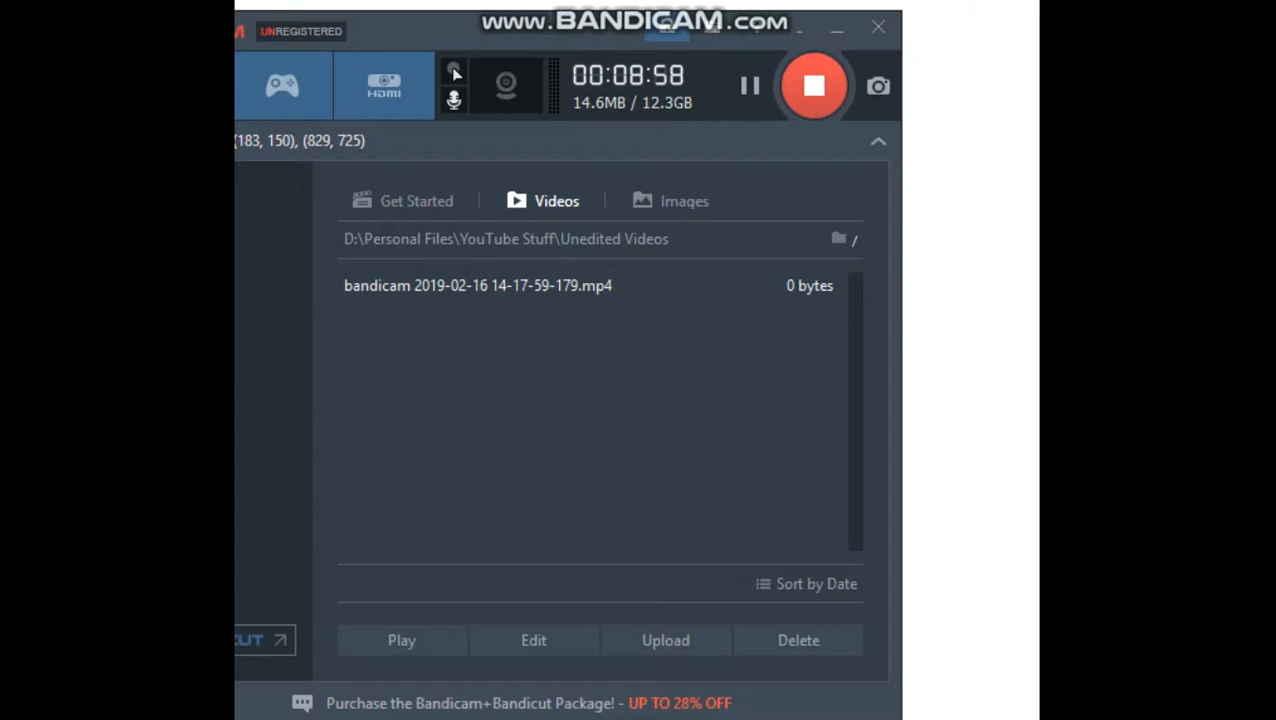 www.BANDICAM.com
UNREGISTERED
HDMI
00:08:58
14.6MB / 12.3GB
(183, 150), (829, 725)
Get Started
Videos
Images
D:\Personal Files\YouTube Stuff\Unedited Videos
/
bandicam 2019-02-16 14-17-59-179.mp4
0 bytes
Sort by Date
CUT
Play
Edit
Upload
Delete
Purchase the Bandicam+Bandicut Package! - UP TO 28% OFF